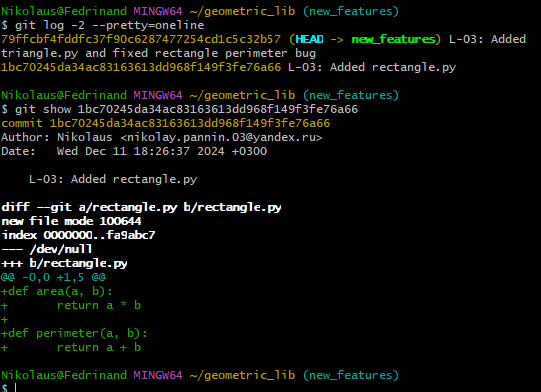 Nikolaus@Fedrinand MINGW64 ~/geometric_lib (new_features)
$ git log -2 --pretty=oneline
79ffcbf4fddfc37f90c6287477254cd1c5c32b57 (HEAD -> new_features) L-03: Added
triangle.py and fixed rectangle perimeter bug
1bc70245da34ac83163613dd968f149f3fe76a66 L-03: Added rectangle.py
Nikolaus@Fedrinand MINGW64 ~/geometric_lib (new_features)
$ git show 1bc70245da34ac83163613dd968f149f3fe76a66
commit 1bc70245da34ac83163613dd968f149f3fe76a66
Author: Nikolaus <nikolay.pannin.03@yandex.ru>
Date:   Wed Dec 11 18:26:37 2024 +0300
    L-03: Added rectangle.py
diff --git a/rectangle.py b/rectangle.py
new file mode 100644
index 0000000..fa9abc7
--- /dev/null
+++ b/rectangle.py
@@ -0,0 +1,5 @@
+def area(a, b):
+       return a * b
+
+def perimeter(a, b):
+       return a + b
Nikolaus@Fedrinand MINGW64 ~/geometric_lib (new_features)
$